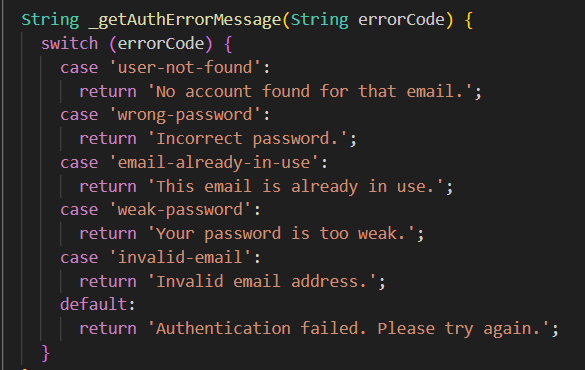 String _getAuthErrorMessage(String errorCode) {
switch (errorCode) {
case 'user-not-found':
return 'No account found for that email.';
case 'wrong-password':
return 'Incorrect password.';
case 'email-already-in-use':
return 'This email is already in use.';
case 'weak-password':
return 'Your password is too weak.';
case 'invalid-email':
return 'Invalid email address.';
default:
return 'Authentication failed. Please try again.';
}